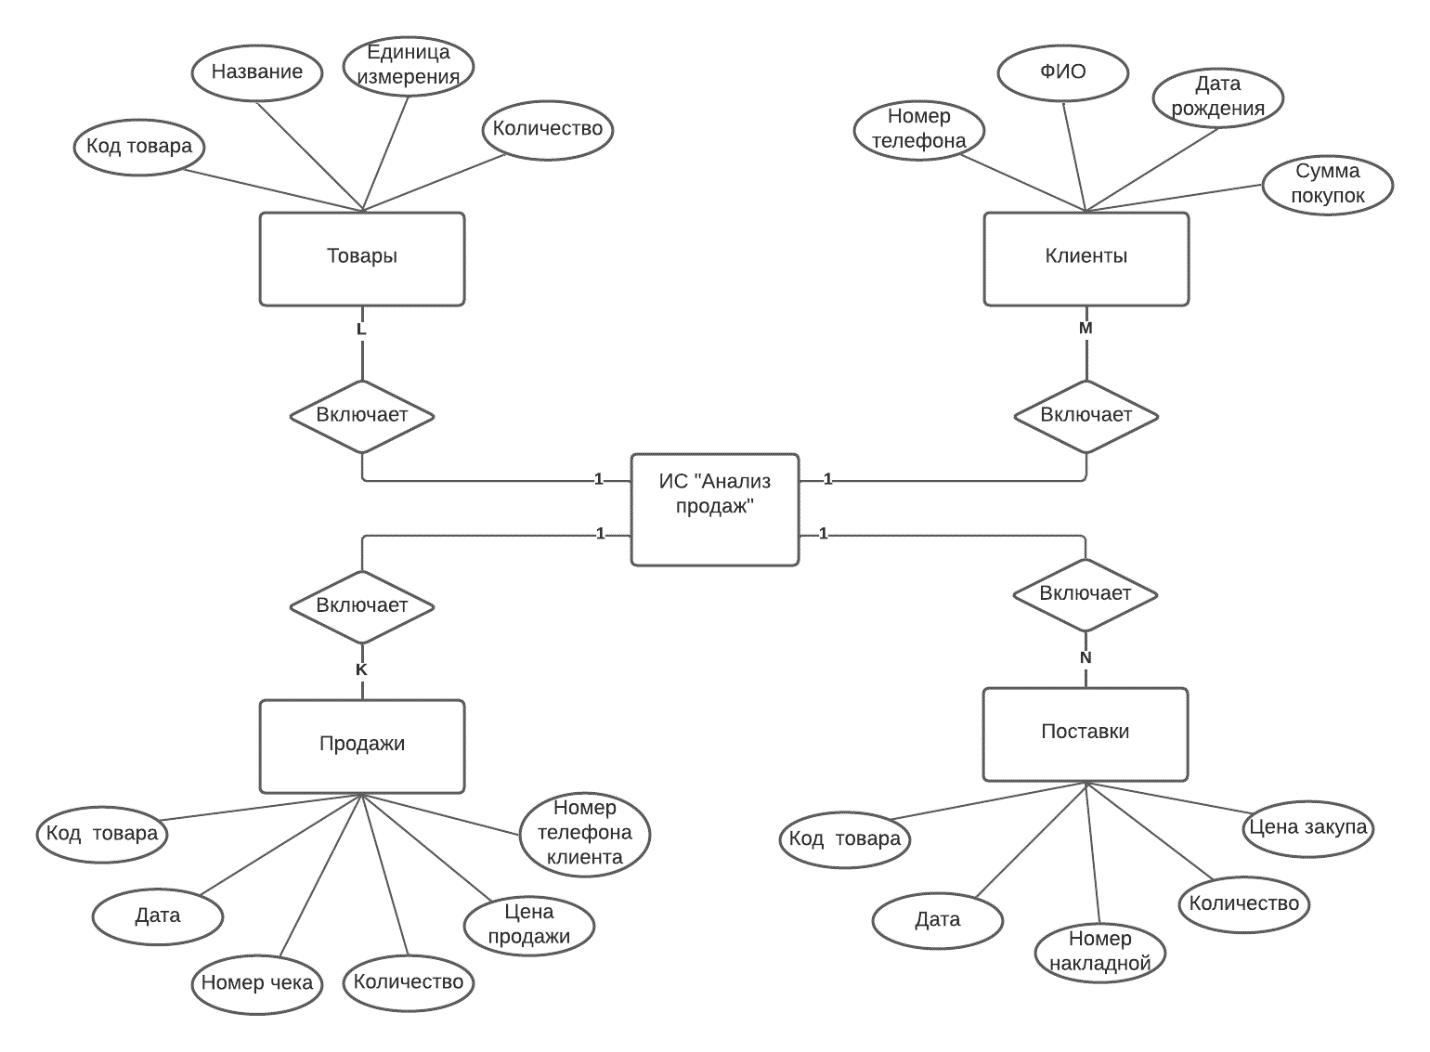 Название
Единица
измерения
Код товара
Количество
Товары
L
Включает
ФИО
Дата
рождения
Номер
телефона
Сумма
покупок
Клиенты
M
Включает
1
ИС "Анализ
продаж"
1
1
1
Включает
K
Продажи
Код  товара
Дата
Номер чека
Количество
Цена
продажи
Номер
телефона
клиента
Включает
N
Поставки
Код  товара
Дата
Номер
накладной
Количество
Цена закупа